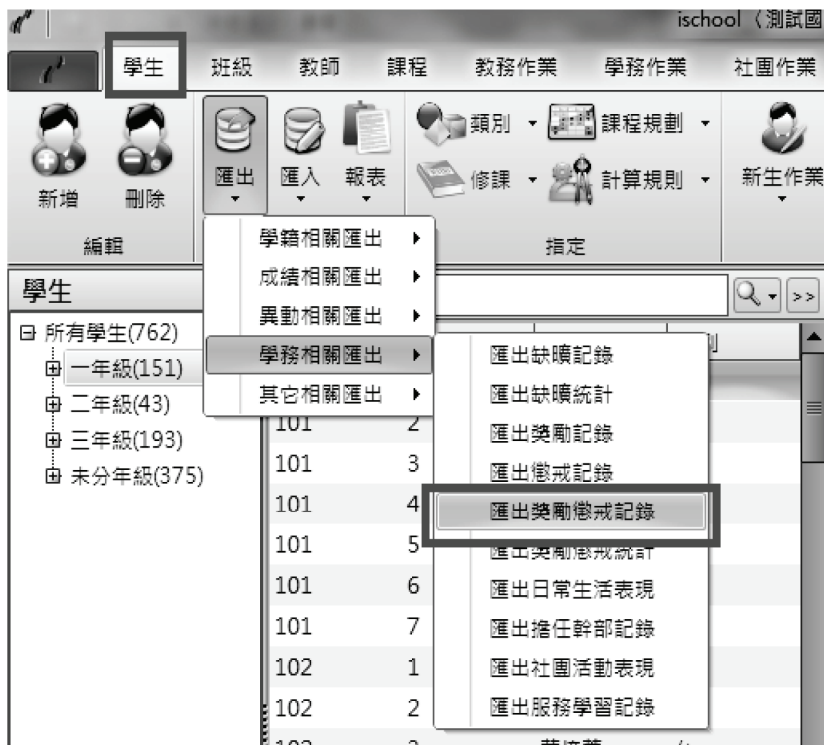 ischool〈測試國
學生 班級 教師 課程 教務作業 學務作業 社團作業
新增 刪除 匯出 匯入 報表 類別 課程規劃 修課 計算規則 新生作業
編輯 指定
學籍相關匯出
成績相關匯出
異動相關匯出
學務相關匯出
其它相關匯出
學生
>>
所有學生(762)
一年級(151)
二年級(43)
三年級(193)
未分年級(375)
匯出缺曠記錄
匯出缺曠統計
匯出獎勵記錄
匯出懲戒記錄
匯出獎勵懲戒記錄
匯出獎勵懲戒統計
匯出日常生活表現
匯出擔任幹部記錄
匯出社團活動表現
匯出服務學習記錄
101 2
101 3
101 4
101 5
101 6
101 7
102 1
102 2